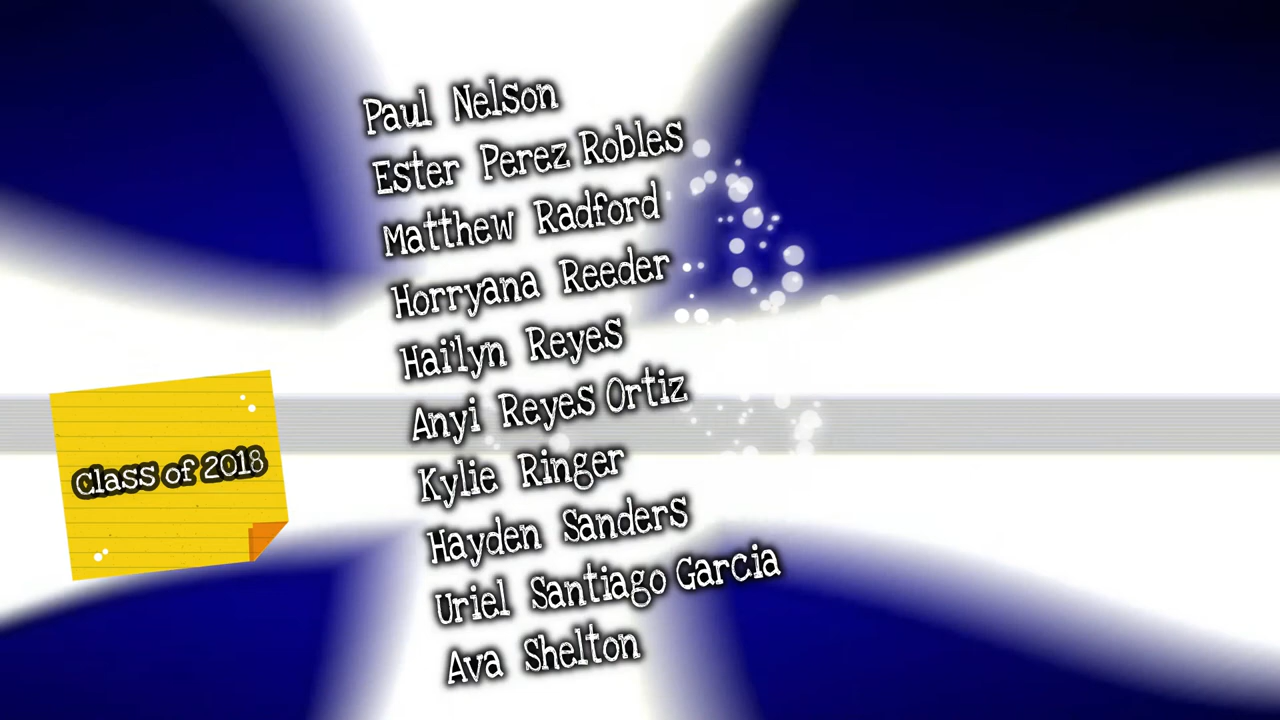 Paul Nelson
Ester Perez Robles
Matthew Radford
Horryana Reeder
Hai'lyn Reyes
Anyi Reyes Ortiz
Kylie Ringer
Hayden Sanders
Uriel Santiago Garcia
Ava Shelton
Class of 2018